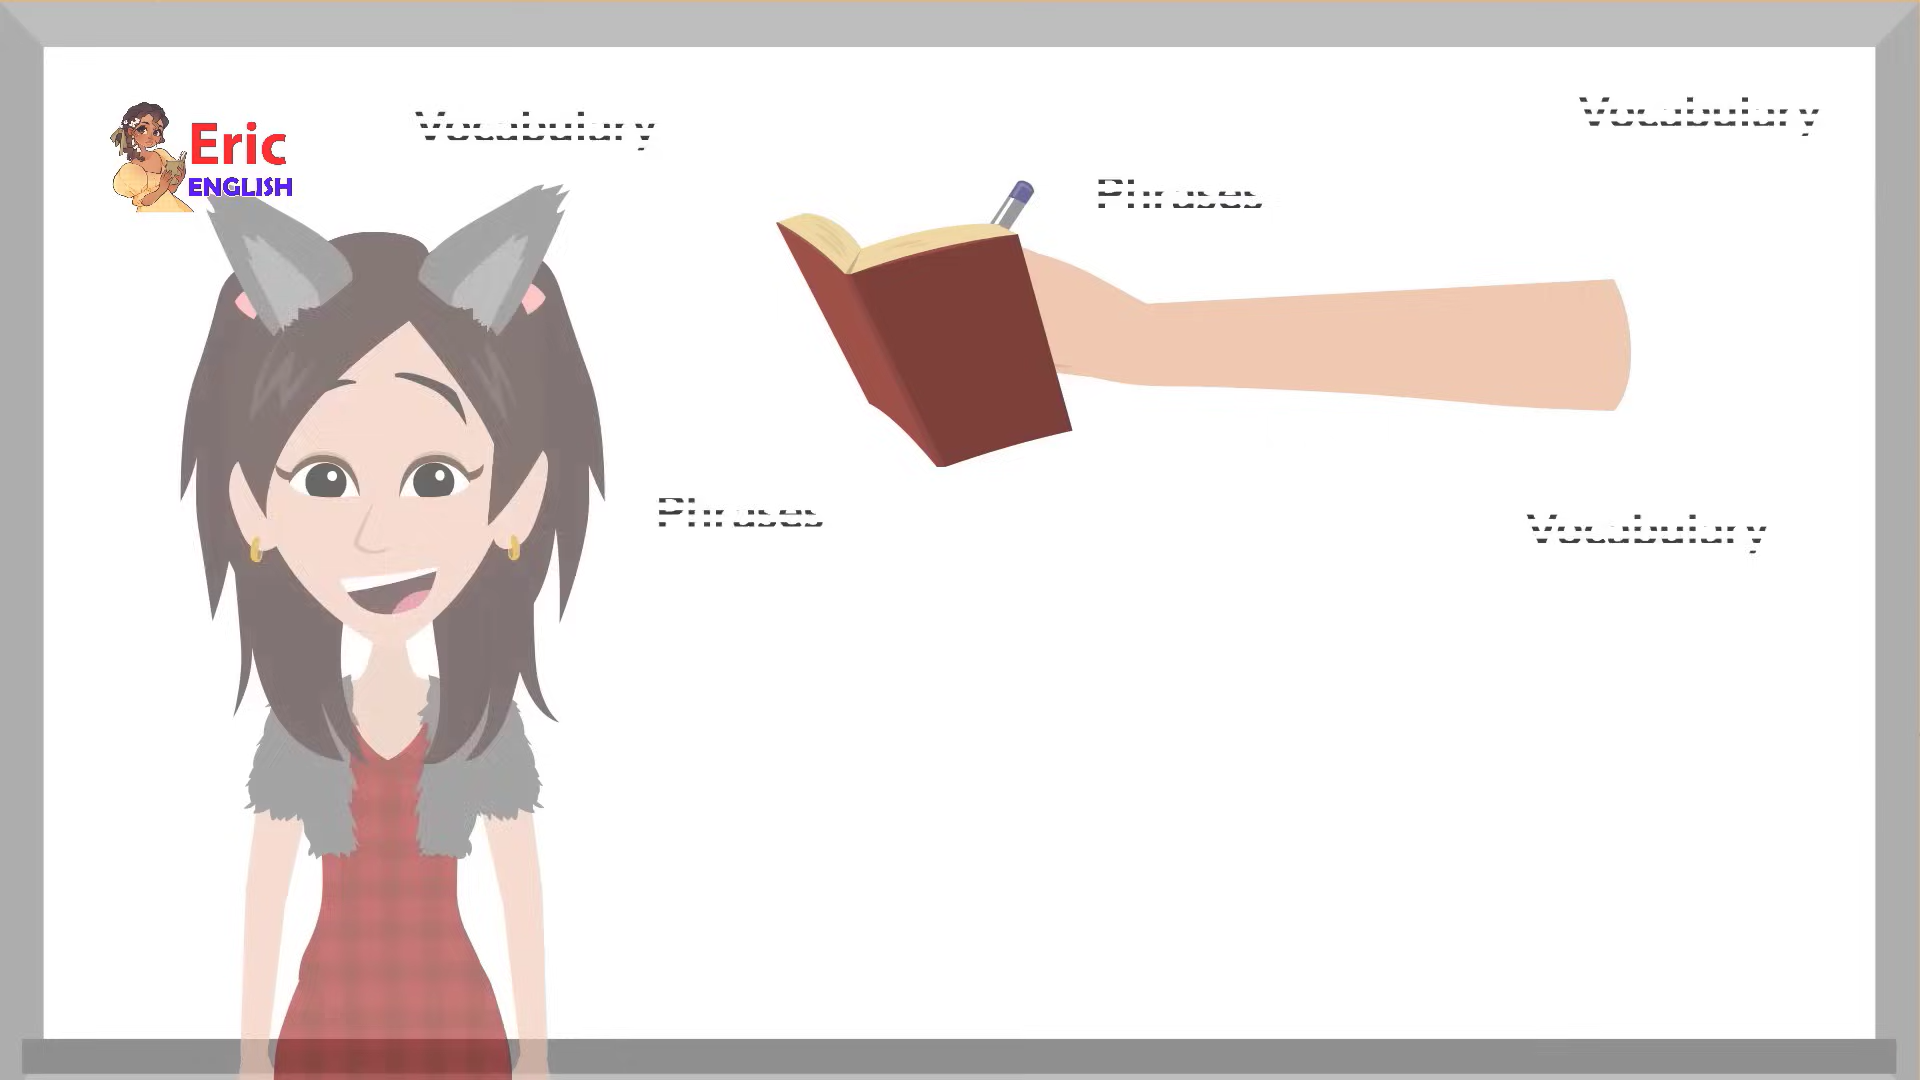 Eric
ENGLISH
Vocabulary
Vocabulary
Phrases
Phrases
Vocabulary